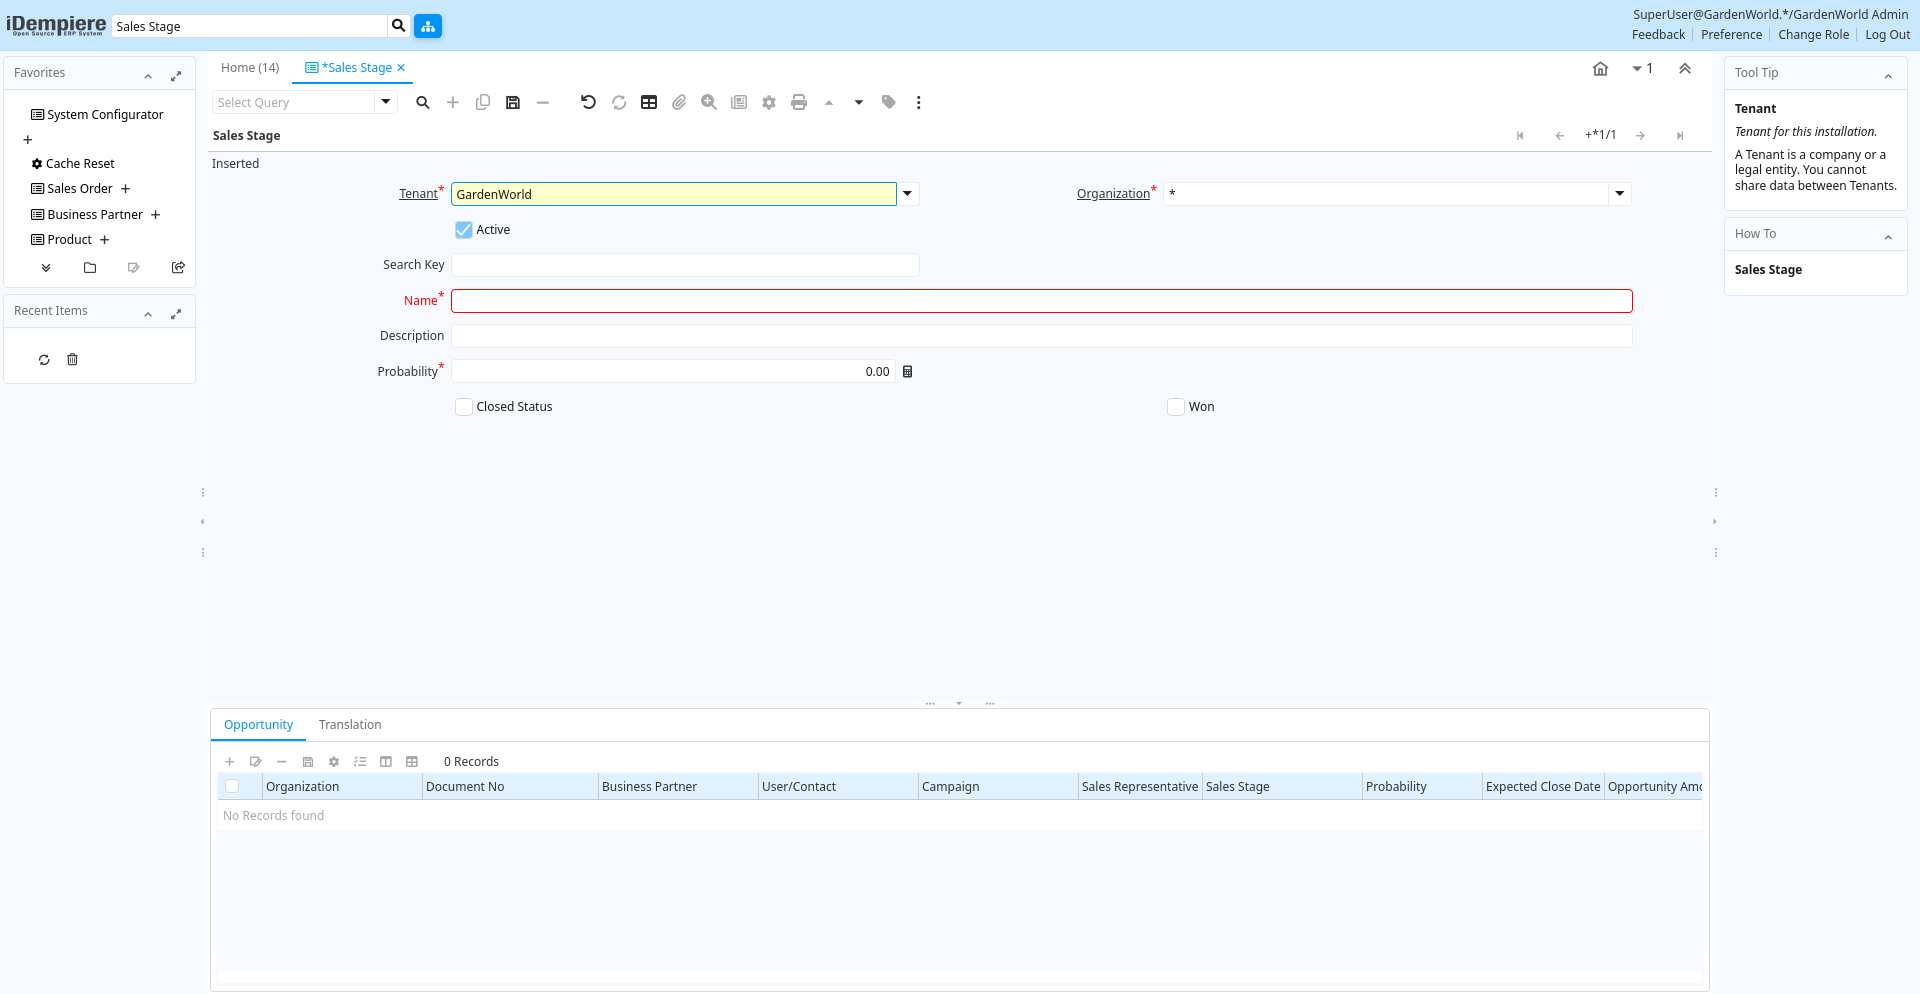 iDempiere
Open Source ERP System
Sales Stage
SuperUser@GardenWorld.*/GardenWorld Admin
Feedback
Preference
Change Role
Log Out
Favorites
System Configurator
Cache Reset
Sales Order
Business Partner
Product
Recent Items
Home (14)
*Sales Stage
1
Select Query
Sales Stage
+*1/1
Inserted
Tenant*
GardenWorld
Organization*
*
Active
Search Key
Name*
Description
Probability*
0.00
Closed Status
Won
Opportunity
Translation
0 Records
Organization
Document No
Business Partner
User/Contact
Campaign
Sales Representative
Sales Stage
Probability
Expected Close Date
Opportunity Amo
No Records found
Tool Tip
Tenant
Tenant for this installation.
A Tenant is a company or a
legal entity. You cannot
share data between Tenants.
How To
Sales Stage